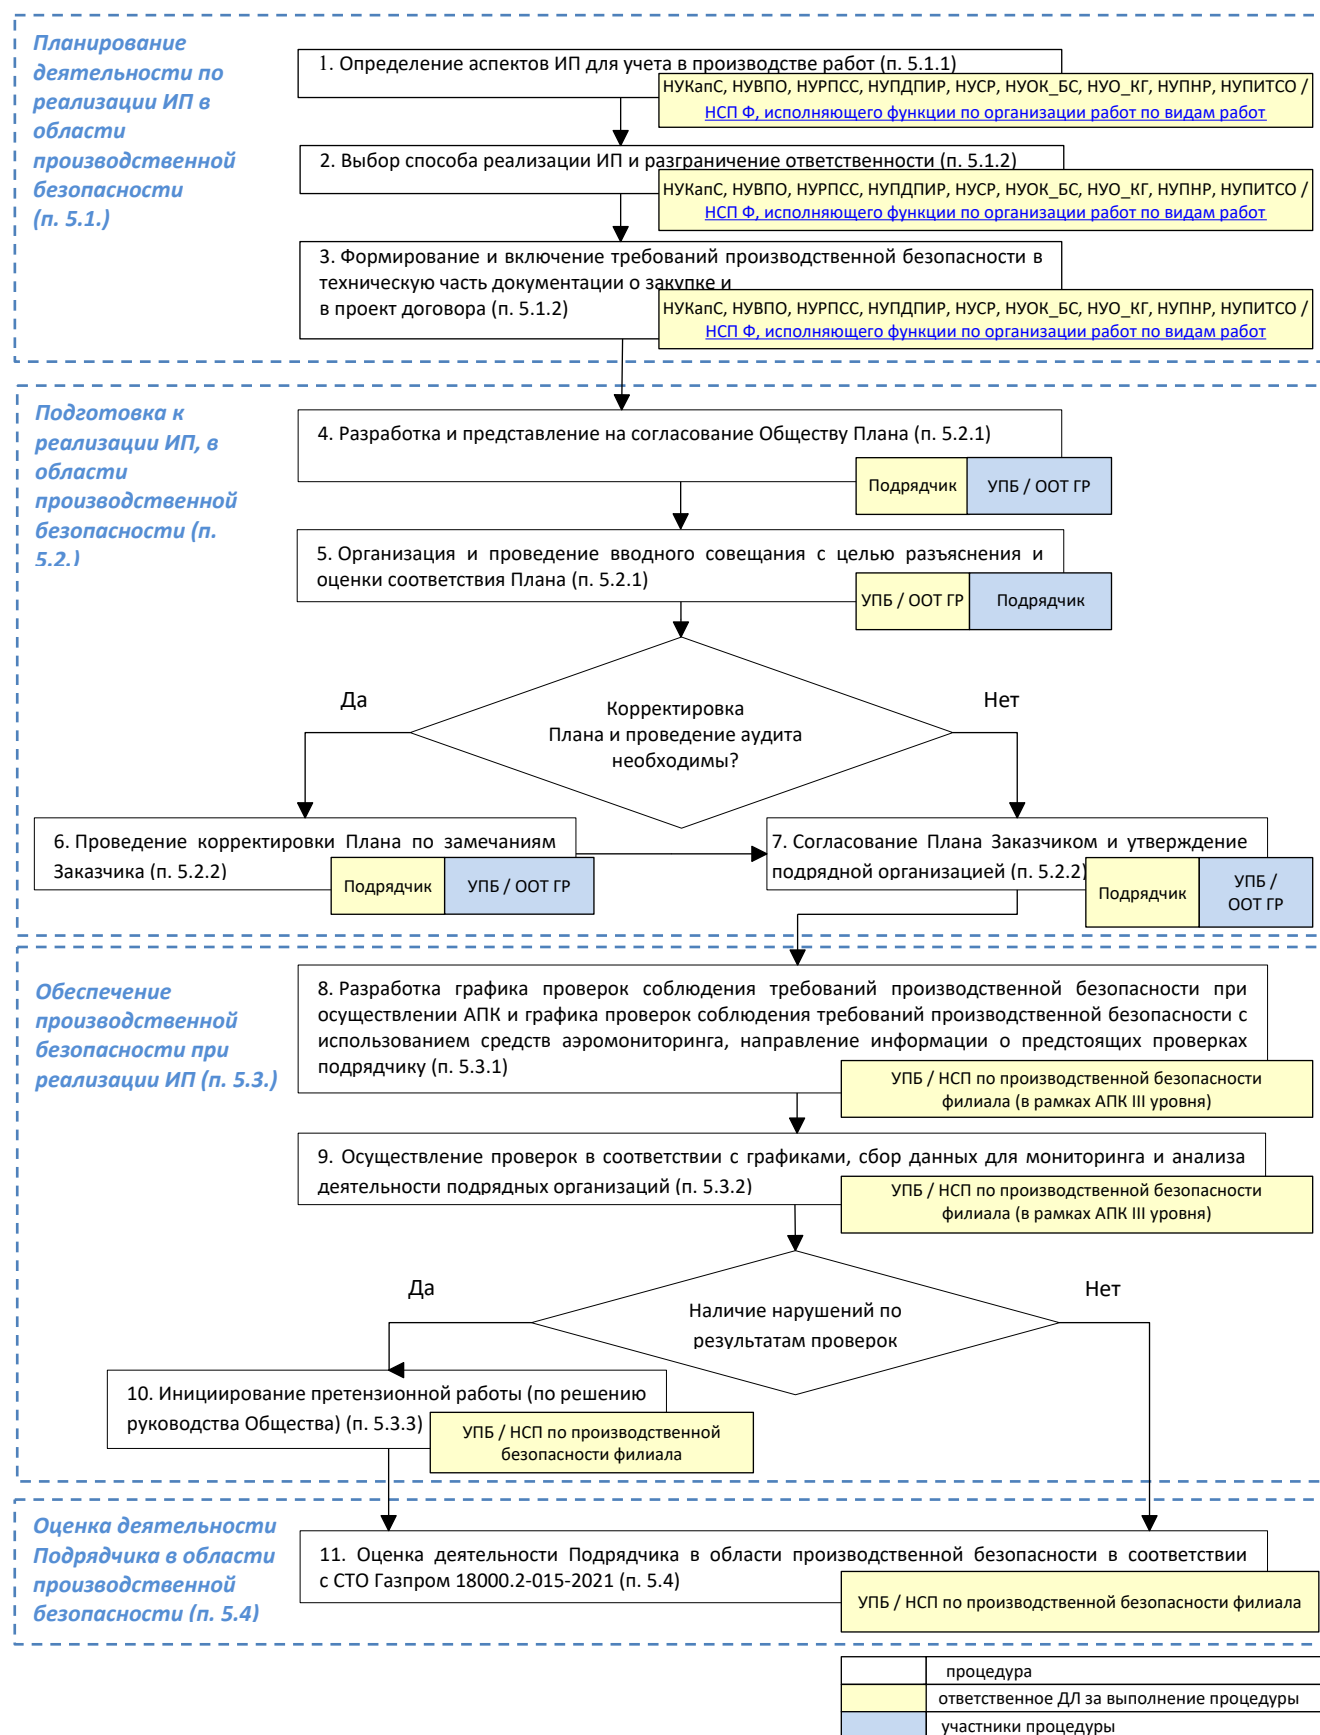 Планирование
деятельности по
реализации ИП в
области
производственной
безопасности
(п. 5.1.)
1. Определение аспектов ИП для учета в производстве работ (п. 5.1.1)
НУКапС, НУВПО, НУРПСС, НУПДПИР, НУСР, НУОК_БС, НУО_КГ, НУПНР, НУПИТСО /
НСП Ф, исполняющего функции по организации работ по видам работ
2. Выбор способа реализации ИП и разграничение ответственности (п. 5.1.2)
НУКапС, НУВПО, НУРПСС, НУПДПИР, НУСР, НУОК_БС, НУО_КГ, НУПНР, НУПИТСО /
НСП Ф, исполняющего функции по организации работ по видам работ
3. Формирование и включение требований производственной безопасности в
техническую часть документации о закупке и
в проект договора (п. 5.1.2)
НУКапС, НУВПО, НУРПСС, НУПДПИР, НУСР, НУОК_БС, НУО_КГ, НУПНР, НУПИТСО /
НСП Ф, исполняющего функции по организации работ по видам работ
Подготовка к
реализации ИП, в
области
производственной
безопасности (п.
5.2.)
4. Разработка и представление на согласование Обществу Плана (п. 5.2.1)
Подрядчик
УПБ / ООТ ГР
5. Организация и проведение вводного совещания с целью разъяснения и
оценки соответствия Плана (п. 5.2.1)
УПБ / ООТ ГР
Подрядчик
Да
Нет
Корректировка
Плана и проведение аудита
необходимы?
6. Проведение корректировки Плана по замечаниям
Заказчика (п. 5.2.2)
Подрядчик
УПБ / ООТ ГР
7. Согласование Плана Заказчиком и утверждение
подрядной организацией (п. 5.2.2)
Подрядчик
УПБ /
ООТ ГР
Обеспечение
производственной
безопасности при
реализации ИП (п. 5.3.)
8. Разработка графика проверок соблюдения требований производственной безопасности при
осуществлении АПК и графика проверок соблюдения требований производственной безопасности с
использованием средств аэромониторинга, направление информации о предстоящих проверках
подрядчику (п. 5.3.1)
УПБ / НСП по производственной безопасности
филиала (в рамках АПК III уровня)
9. Осуществление проверок в соответствии с графиками, сбор данных для мониторинга и анализа
деятельности подрядных организаций (п. 5.3.2)
УПБ / НСП по производственной безопасности
филиала (в рамках АПК III уровня)
Да
Нет
Наличие нарушений по
результатам проверок
10. Инициирование претензионной работы (по решению
руководства Общества) (п. 5.3.3)
УПБ / НСП по производственной
безопасности филиала
Оценка деятельности
Подрядчика в области
производственной
безопасности (п. 5.4)
11. Оценка деятельности Подрядчика в области производственной безопасности в соответствии
с СТО Газпром 18000.2-015-2021 (п. 5.4)
УПБ / НСП по производственной безопасности филиала
процедура
ответственное ДЛ за выполнение процедуры
участники процедуры